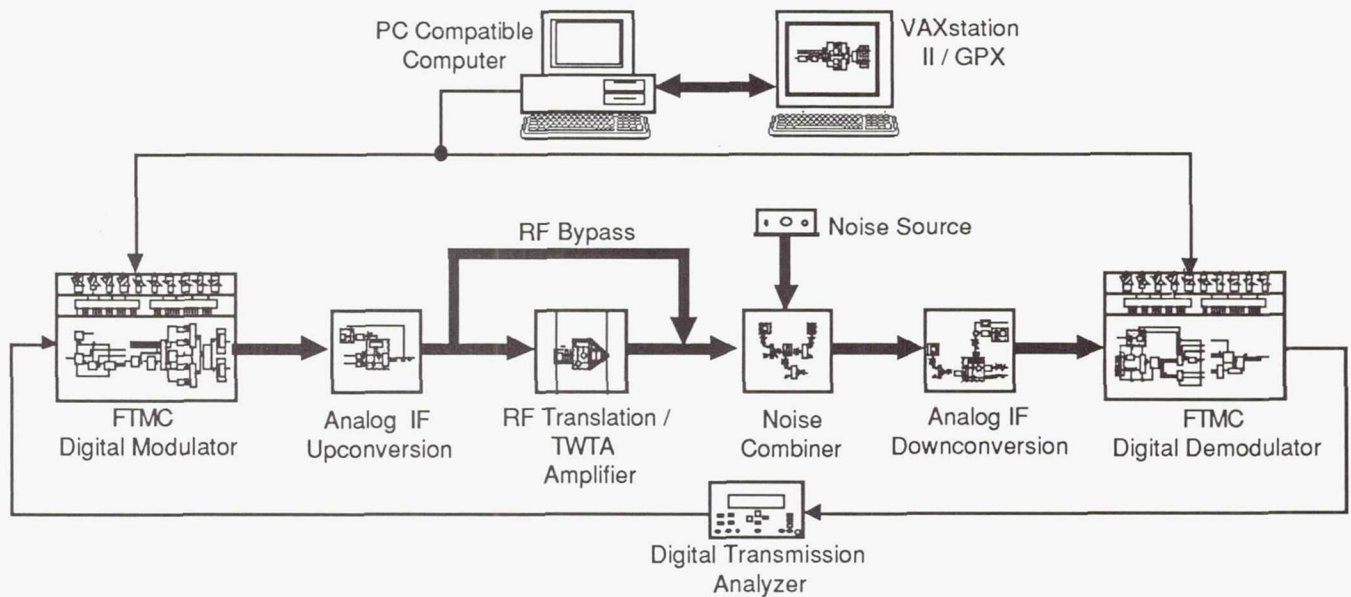 PC Compatible
Computer
VAXstation
II / GPX
RF Bypass
Noise Source
FTMC
Digital Modulator
Analog IF
Upconversion
RF Translation /
TWTA
Amplifier
Noise
Combiner
Analog IF
Downconversion
FTMC
Digital Demodulator
Digital Transmission
Analyzer